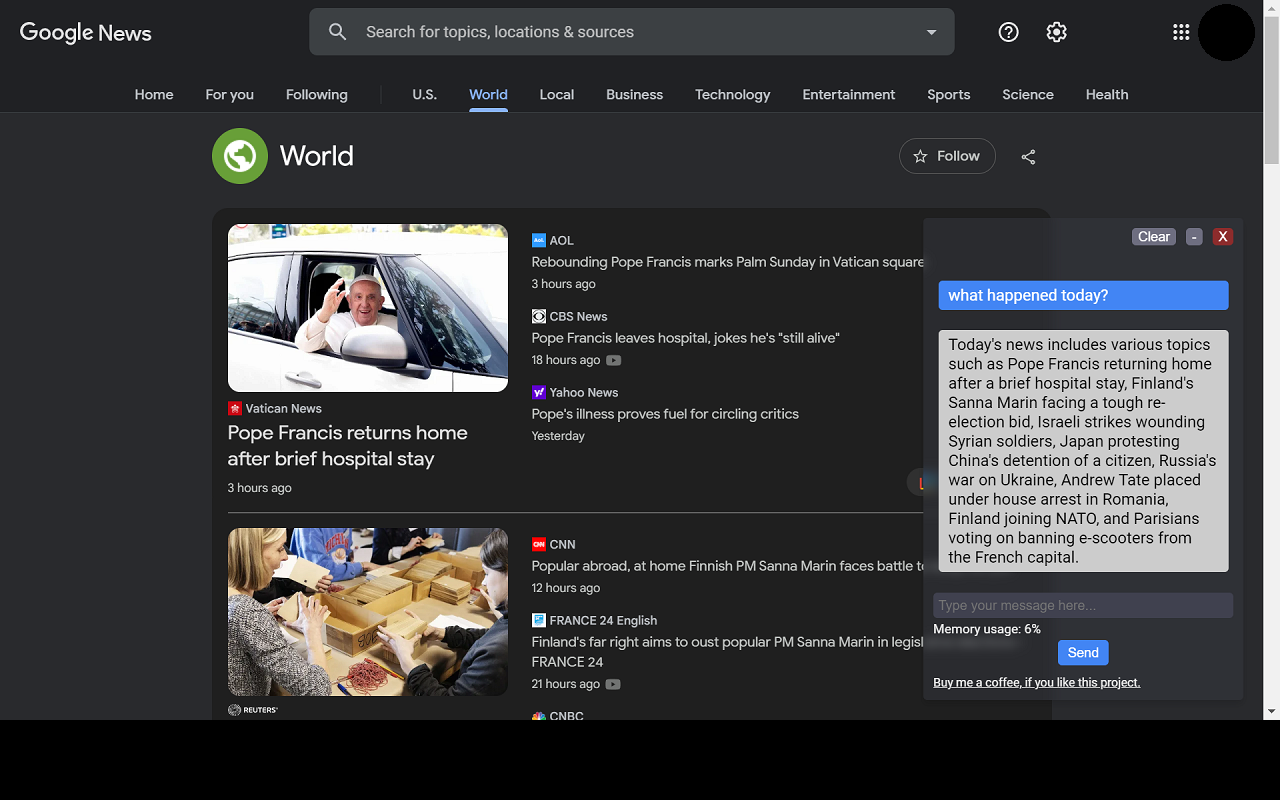 Google News
Search for topics, locations & sources
Home For you Following U.S. World Local Business Technology Entertainment Sports Science Health
World
Follow
Vatican News
Pope Francis returns home
after brief hospital stay
3 hours ago
AOL
Rebounding Pope Francis marks Palm Sunday in Vatican square
3 hours ago
CBS News
Pope Francis leaves hospital, jokes he's "still alive"
18 hours ago
Yahoo News
Pope's illness proves fuel for circling critics
Yesterday
REUTERS
CNN
Popular abroad, at home Finnish PM Sanna Marin faces battle
12 hours ago
FRANCE 24 English
Finland's far right aims to oust popular PM Sanna Marin in
FRANCE 24
21 hours ago
CNBC
Clear - X
what happened today?
Today's news includes various topics
such as Pope Francis returning home
after a brief hospital stay, Finland's
Sanna Marin facing a tough re-
election bid, Israeli strikes wounding
Syrian soldiers, Japan protesting
China's detention of a citizen, Russia's
war on Ukraine, Andrew Tate placed
under house arrest in Romania,
Finland joining NATO, and Parisians
voting on banning e-scooters from
the French capital.
Type your message here...
Memory usage: 6%
Send
Buy me a coffee, if you like this project.